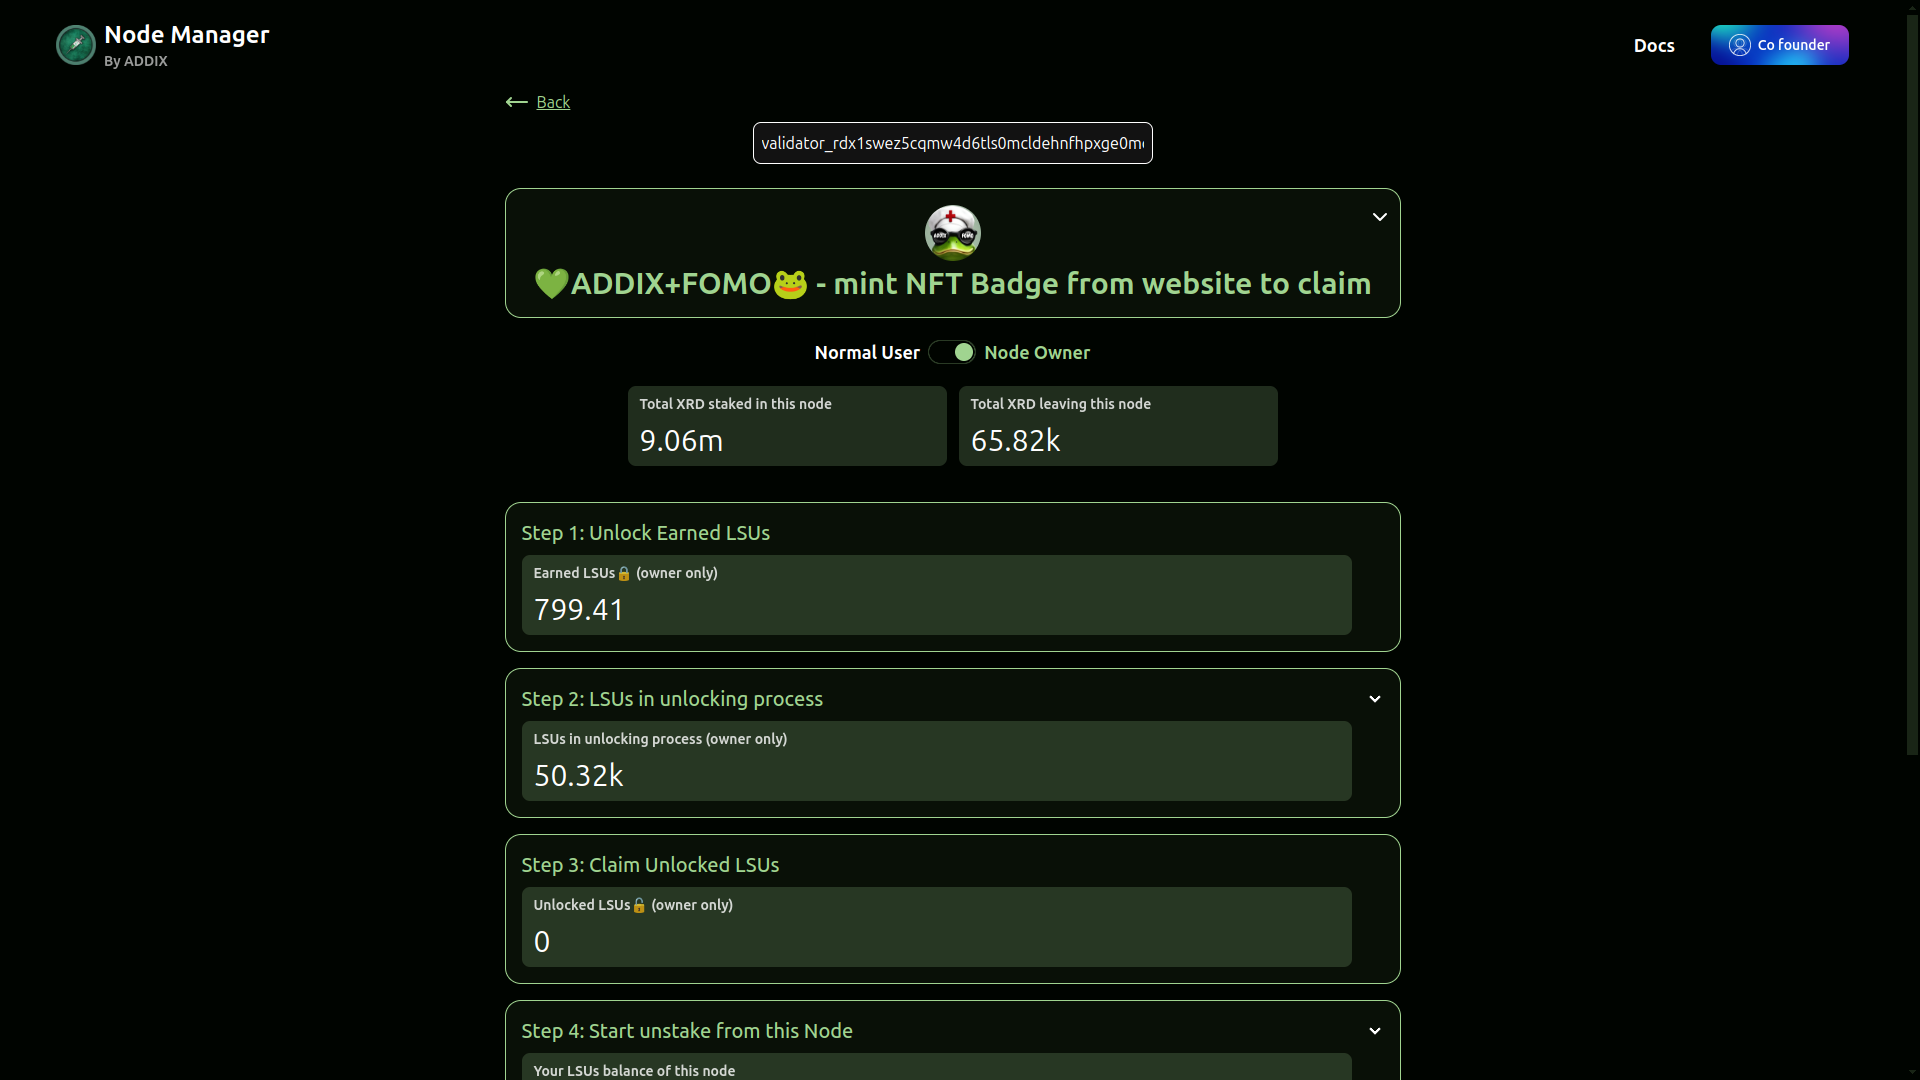 Node Manager
By ADDIX
Docs
Co founder
Back
validator_rdx1swez5cqmw4d6tls0mcldehnfhpxge0m
💚ADDIX+FOMO🐸 - mint NFT Badge from website to claim
Normal User
Node Owner
Total XRD staked in this node
9.06m
Total XRD leaving this node
65.82k
Step 1: Unlock Earned LSUs
Earned LSUs🔒 (owner only)
799.41
Step 2: LSUs in unlocking process
LSUs in unlocking process (owner only)
50.32k
Step 3: Claim Unlocked LSUs
Unlocked LSUs🔓 (owner only)
0
Step 4: Start unstake from this Node
Your LSUs balance of this node